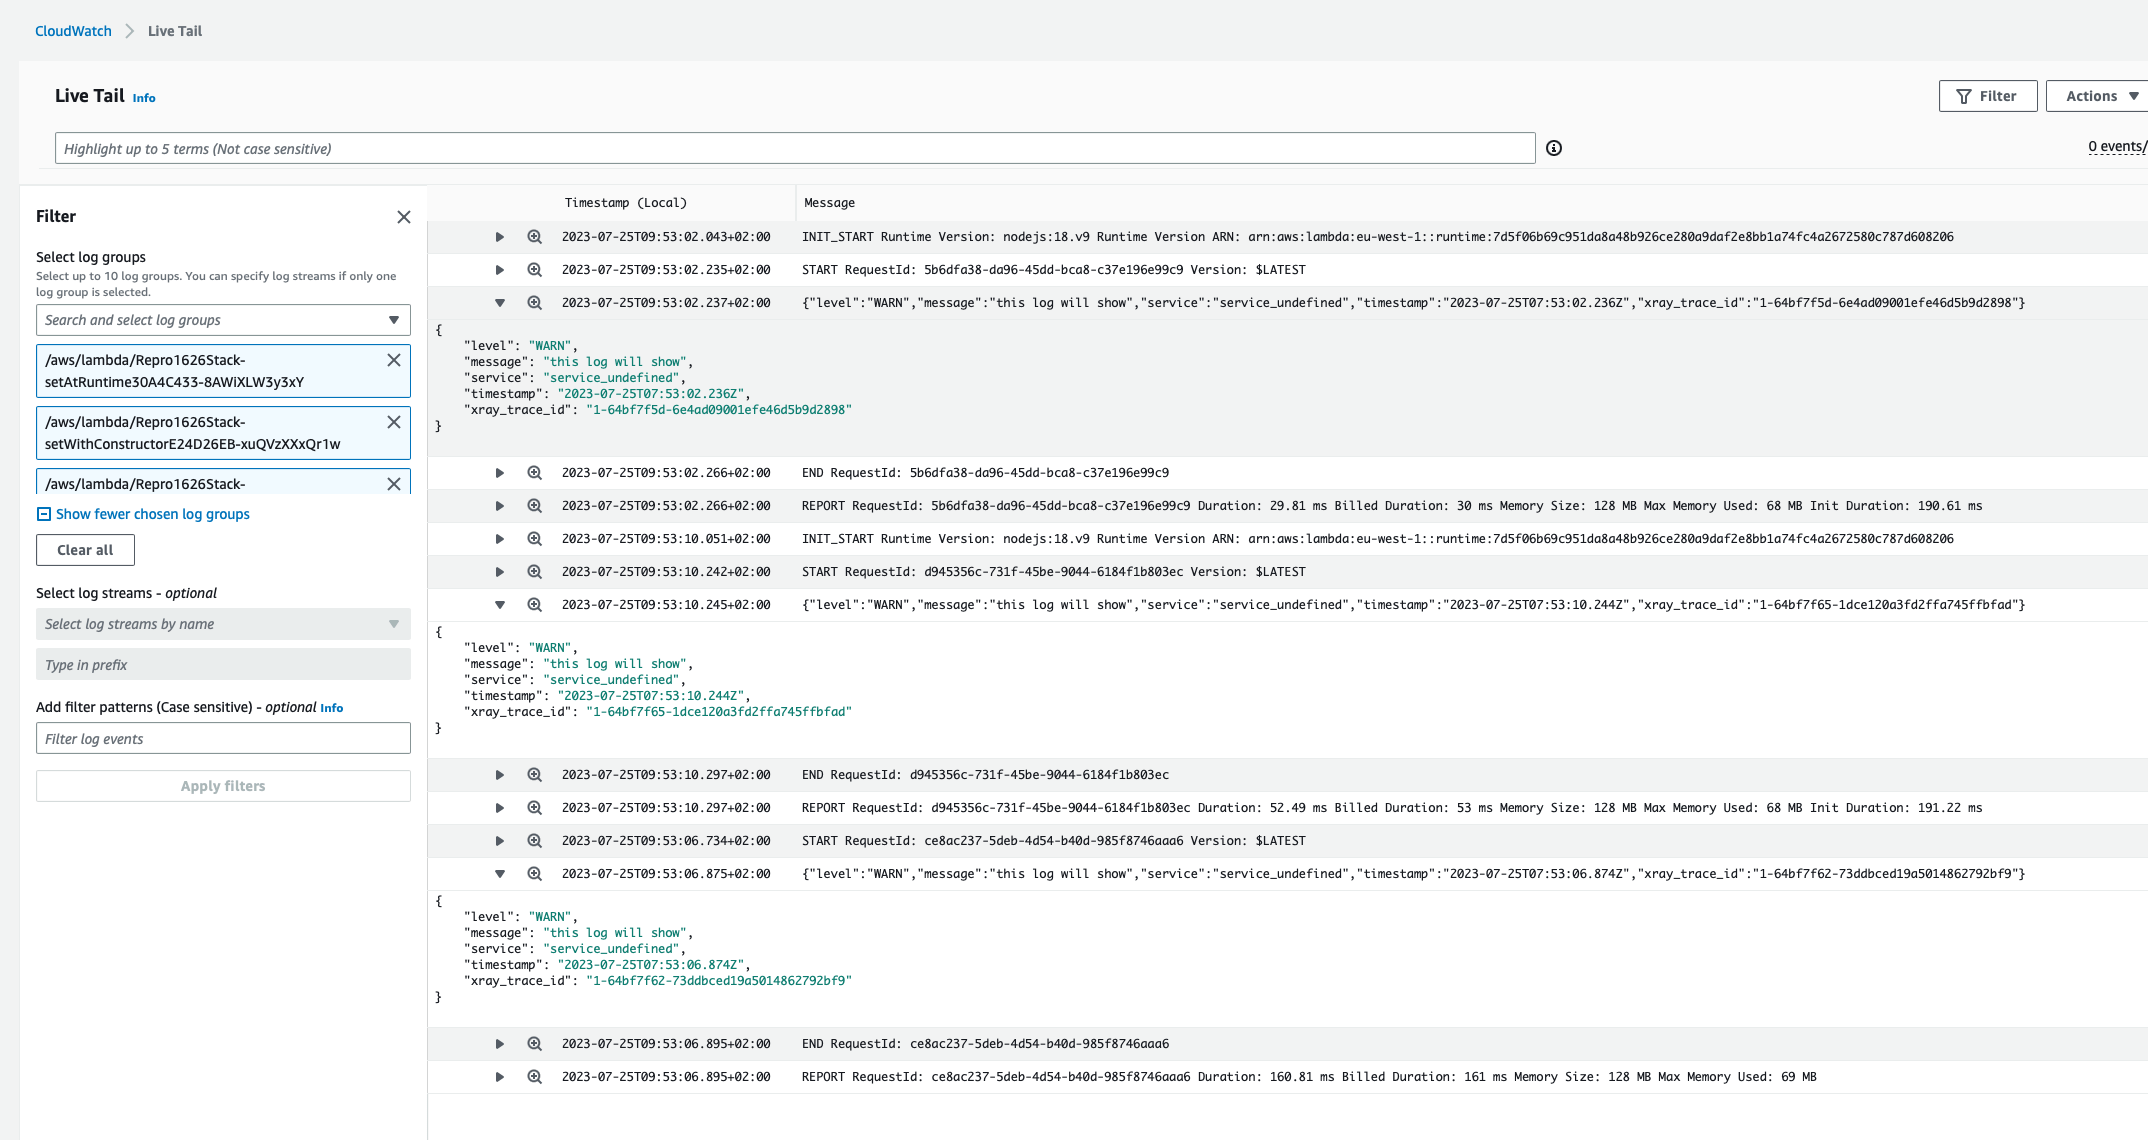 CloudWatch Live Tail
Live Tail Info
Filter
Actions
Highlight up to 5 terms (Not case sensitive)
0 events/
Filter
Select log groups
Select up to 10 log groups. You can specify log streams if only one
log group is selected.
Search and select log groups
/aws/lambda/Repro1626Stack-
setAtRuntime30A4C433-8AWiXLW3y3xY
/aws/lambda/Repro1626Stack-
setWithConstructorE24D26EB-xuQVzXXxQr1w
/aws/lambda/Repro1626Stack-
Show fewer chosen log groups
Clear all
Select log streams - optional
Select log streams by name
Type in prefix
Add filter patterns (Case sensitive) - optional Info
Filter log events
Apply filters
Timestamp (Local) Message
2023-07-25T09:53:02.043+02:00 INIT_START Runtime Version: nodejs:18.v9 Runtime Version ARN: arn:aws:lambda:eu-west-1::runtime:7d5f06b69c951da8a48b926ce280a9daf2e8bb1a74fc4a2672580c787d608206
2023-07-25T09:53:02.235+02:00 START RequestId: 5b6dfa38-da96-45dd-bca8-c37e196e99c9 Version: $LATEST
2023-07-25T09:53:02.237+02:00 {"level":"WARN","message":"this log will show","service":"service_undefined","timestamp":"2023-07-25T07:53:02.236Z","xray_trace_id":"1-64bf7f5d-6e4ad09001efe46d5b9d2898"}
{
"level": "WARN",
"message": "this log will show",
"service": "service_undefined",
"timestamp": "2023-07-25T07:53:02.236Z",
"xray_trace_id": "1-64bf7f5d-6e4ad09001efe46d5b9d2898"
}
2023-07-25T09:53:02.266+02:00 END RequestId: 5b6dfa38-da96-45dd-bca8-c37e196e99c9
2023-07-25T09:53:02.266+02:00 REPORT RequestId: 5b6dfa38-da96-45dd-bca8-c37e196e99c9 Duration: 29.81 ms Billed Duration: 30 ms Memory Size: 128 MB Max Memory Used: 68 MB Init Duration: 190.61 ms
2023-07-25T09:53:10.051+02:00 INIT_START Runtime Version: nodejs:18.v9 Runtime Version ARN: arn:aws:lambda:eu-west-1::runtime:7d5f06b69c951da8a48b926ce280a9daf2e8bb1a74fc4a2672580c787d608206
2023-07-25T09:53:10.242+02:00 START RequestId: d945356c-731f-45be-9044-6184f1b803ec Version: $LATEST
2023-07-25T09:53:10.245+02:00 {"level":"WARN","message":"this log will show","service":"service_undefined","timestamp":"2023-07-25T07:53:10.244Z","xray_trace_id":"1-64bf7f65-1dce120a3fd2ffa745ffbfad"}
{
"level": "WARN",
"message": "this log will show",
"service": "service_undefined",
"timestamp": "2023-07-25T07:53:10.244Z",
"xray_trace_id": "1-64bf7f65-1dce120a3fd2ffa745ffbfad"
}
2023-07-25T09:53:10.297+02:00 END RequestId: d945356c-731f-45be-9044-6184f1b803ec
2023-07-25T09:53:10.297+02:00 REPORT RequestId: d945356c-731f-45be-9044-6184f1b803ec Duration: 52.49 ms Billed Duration: 53 ms Memory Size: 128 MB Max Memory Used: 68 MB Init Duration: 191.22 ms
2023-07-25T09:53:06.734+02:00 START RequestId: ce8ac237-5deb-4d54-b40d-985f8746aaa6 Version: $LATEST
2023-07-25T09:53:06.875+02:00 {"level":"WARN","message":"this log will show","service":"service_undefined","timestamp":"2023-07-25T07:53:06.874Z","xray_trace_id":"1-64bf7f62-73ddbced19a5014862792bf9"}
{
"level": "WARN",
"message": "this log will show",
"service": "service_undefined",
"timestamp": "2023-07-25T07:53:06.874Z",
"xray_trace_id": "1-64bf7f62-73ddbced19a5014862792bf9"
}
2023-07-25T09:53:06.895+02:00 END RequestId: ce8ac237-5deb-4d54-b40d-985f8746aaa6
2023-07-25T09:53:06.895+02:00 REPORT RequestId: ce8ac237-5deb-4d54-b40d-985f8746aaa6 Duration: 160.81 ms Billed Duration: 161 ms Memory Size: 128 MB Max Memory Used: 69 MB